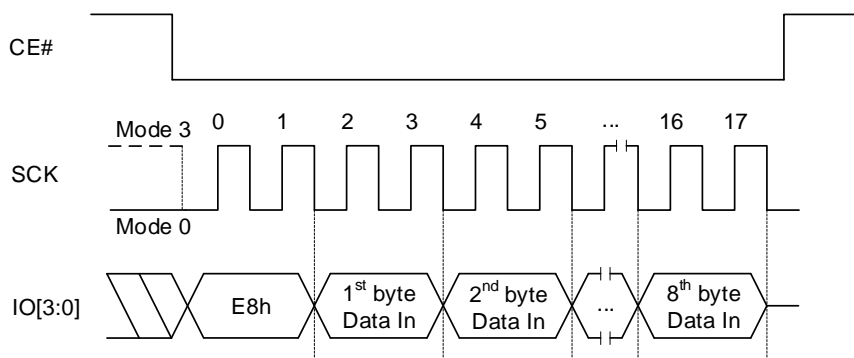 CE#
Mode 3
0 1 2 3 4 5 ... 16 17
SCK
Mode 0
IO[3:0]
E8h
1st byte
Data In
2nd byte
Data In
...
8th byte
Data In